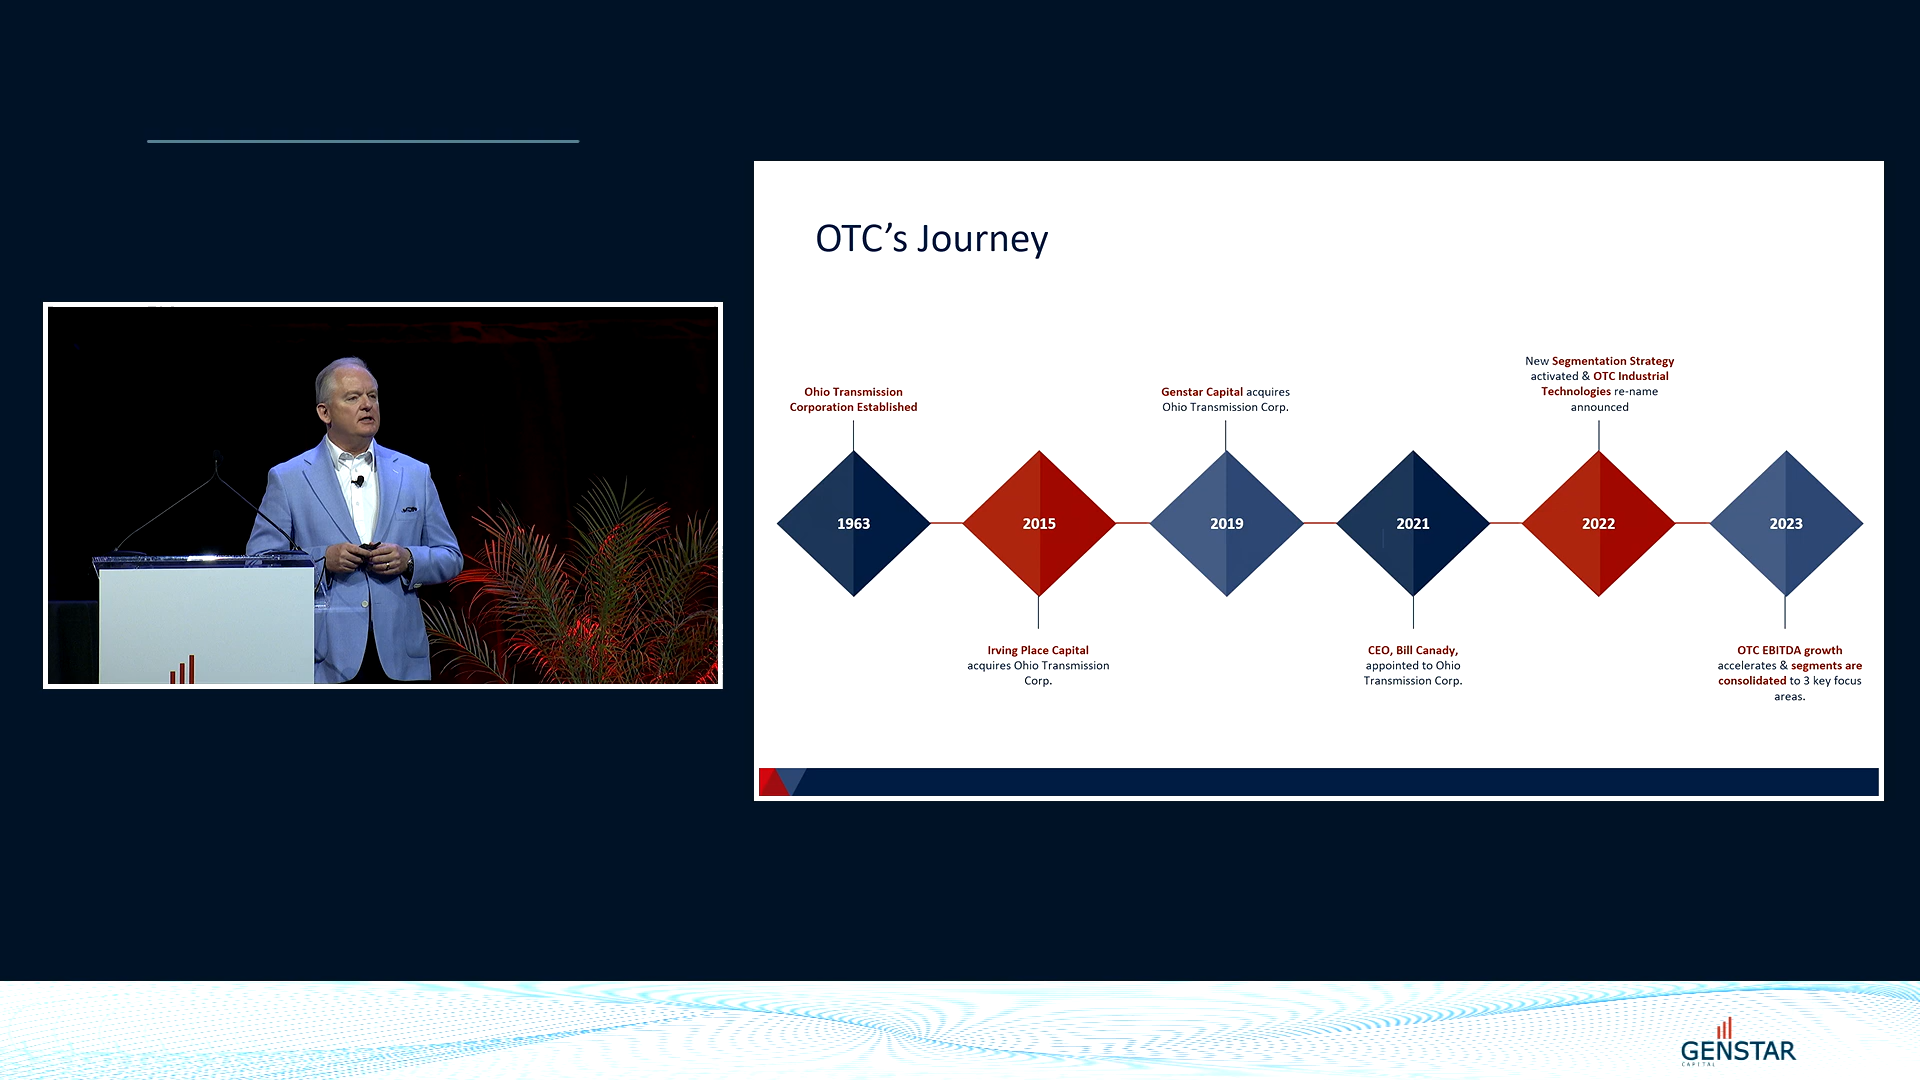 OTC's Journey
Ohio Transmission
Corporation Established
Genstar Capital acquires
Ohio Transmission Corp.
New Segmentation Strategy
activated & OTC Industrial
Technologies re-name
announced
1963
2015
2019
2021
2022
2023
Irving Place Capital
acquires Ohio Transmission
Corp.
CEO, Bill Canady,
appointed to Ohio
Transmission Corp.
OTC EBITDA growth
accelerates & segments are
consolidated to 3 key focus
areas.
GENSTAR
CAPITAL